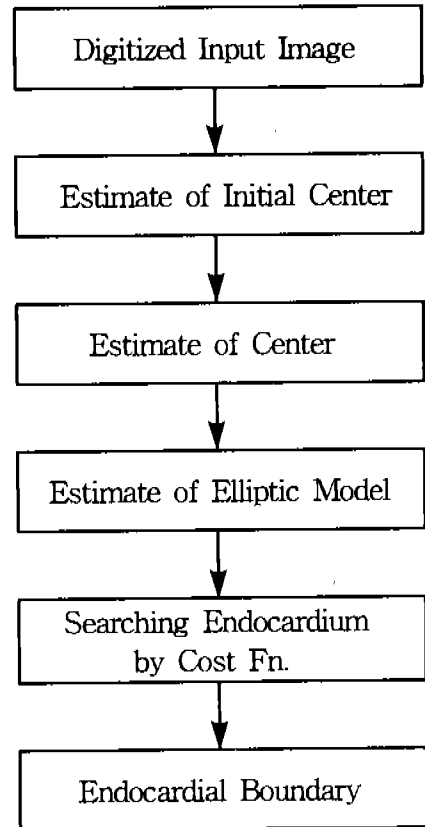 Digitized Input Image
Estimate of Initial Center
Estimate of Center
Estimate of Elliptic Model
Searching Endocardium
by Cost Fn.
Endocardial Boundary